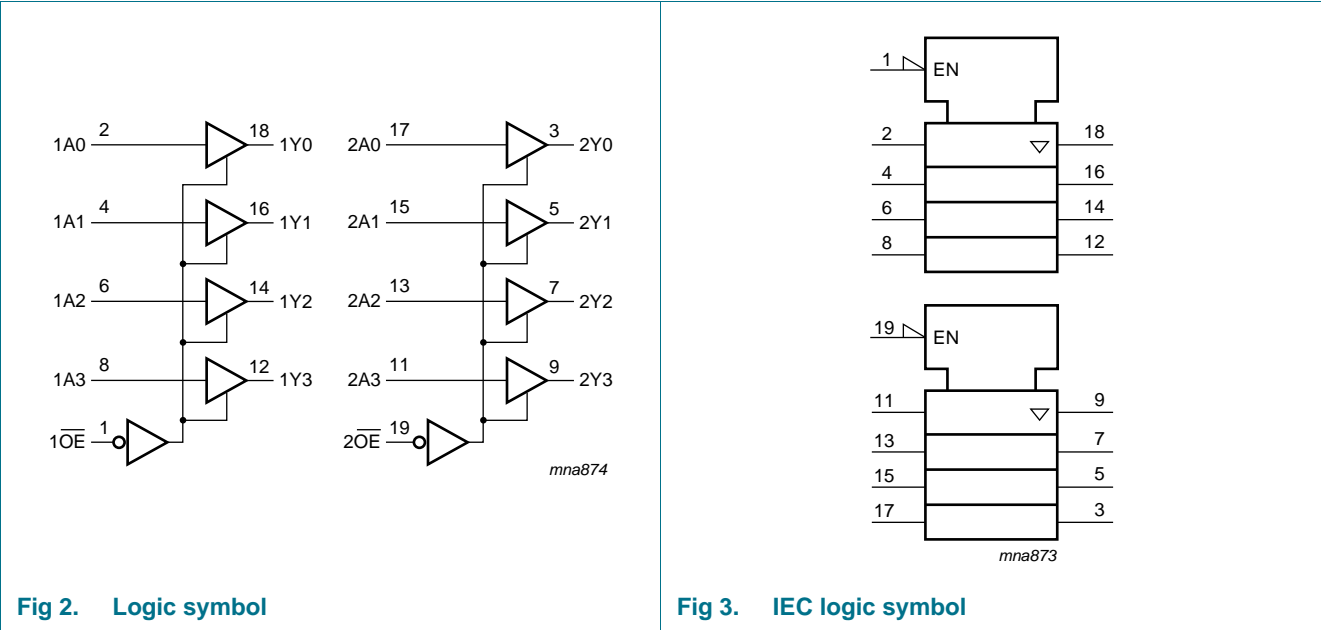 1A0 2 18 1Y0
1A1 4 16 1Y1
1A2 6 14 1Y2
1A3 8 12 1Y3
1O̅E̅ 1
2A0 17 3 2Y0
2A1 15 5 2Y1
2A2 13 7 2Y2
2A3 11 9 2Y3
2O̅E̅ 19
mna874
Fig 2. Logic symbol
1 EN
2 18
4 16
6 14
8 12
19 EN
11 9
13 7
15 5
17 3
mna873
Fig 3. IEC logic symbol